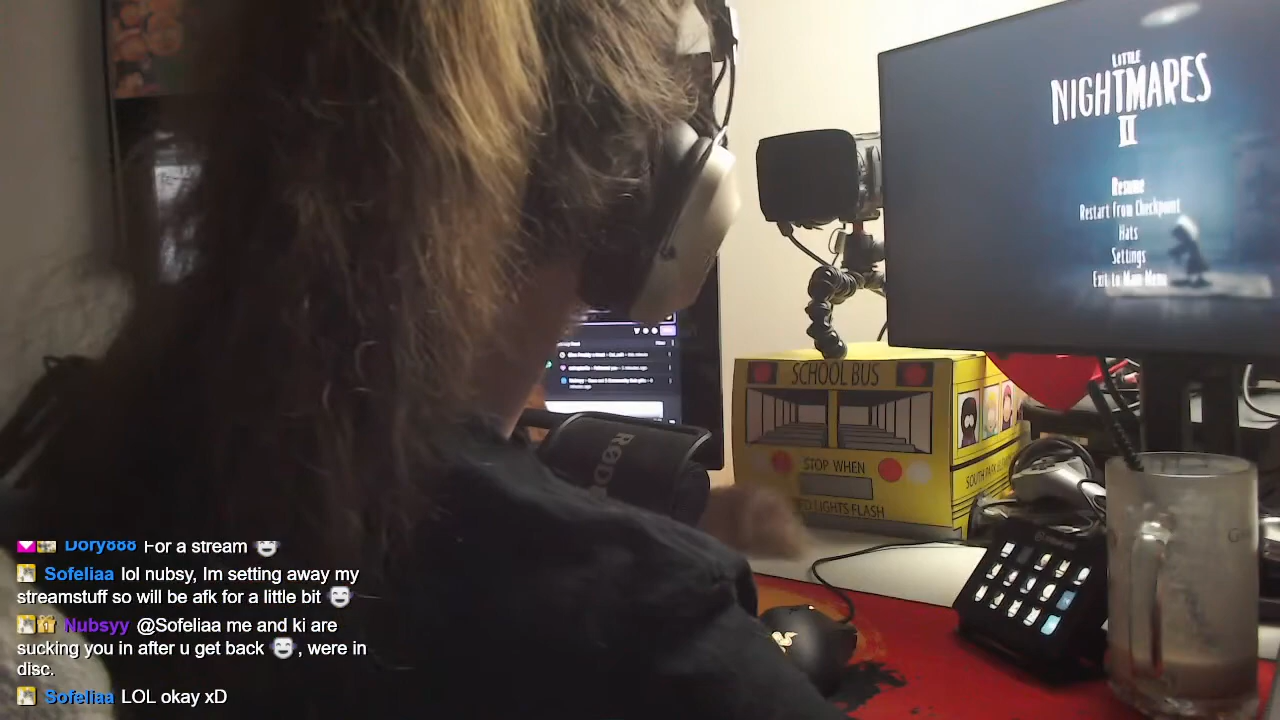 LITTLE
NIGHTMARES
II
Resume
Restart From Checkpoint
Hats
Settings
Exit to Main Menu
SCHOOL BUS
STOP WHEN
LIGHTS FLASH
SOUTH PARK
RØDE
Dory888 For a stream
Sofeliaa lol nubsy, Im setting away my
streamstuff so will be afk for a little bit
Nubsyy @Sofeliaa me and ki are
sucking you in after u get back , were in
disc.
Sofeliaa LOL okay xD